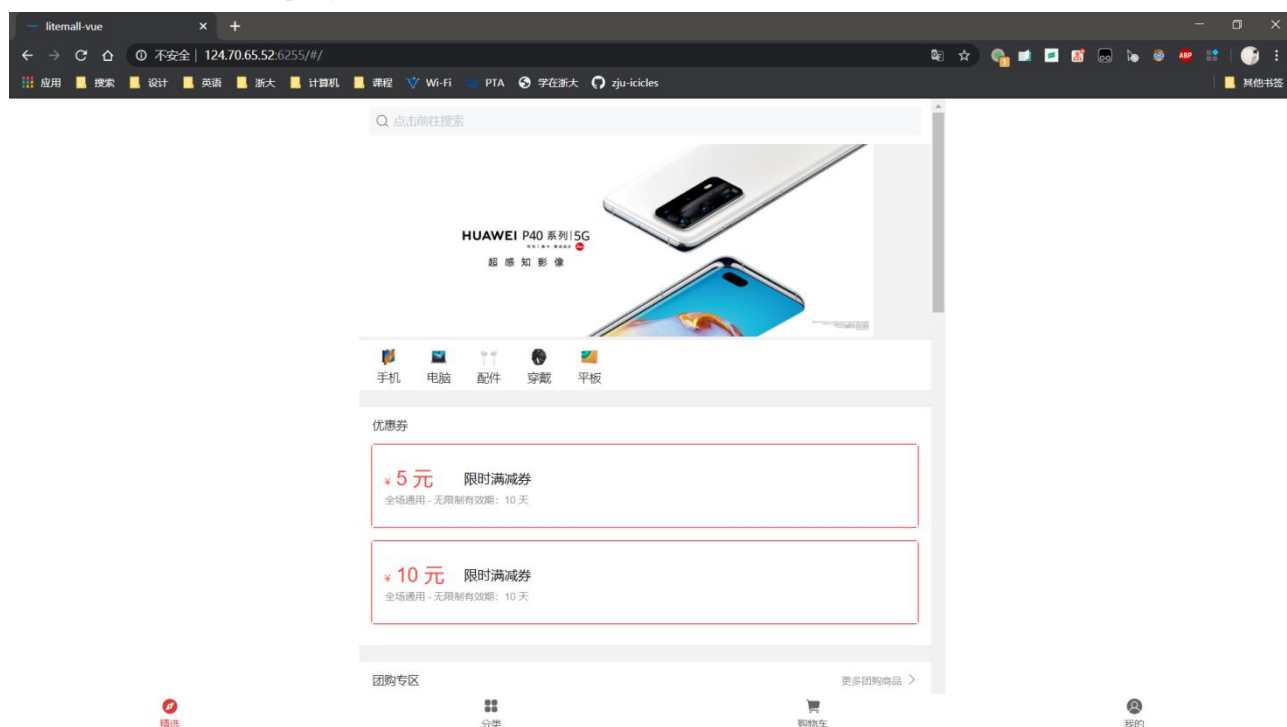 litemall-vue
不安全 | 124.70.65.52:6255/#/
应用 搜索 设计 英语 浙大 计算机 课程 Wi-Fi PTA 学在浙大 zju-icicles 其他书签
点击前往搜索
HUAWEI P40 系列|5G
超感知影像
手机 电脑 配件 穿戴 平板
优惠券
¥ 5 元 限时满减券
全场通用 - 无限制有效期：10 天
¥ 10 元 限时满减券
全场通用 - 无限制有效期：10 天
团购专区 更多团购商品
精选 分类 购物车 我的